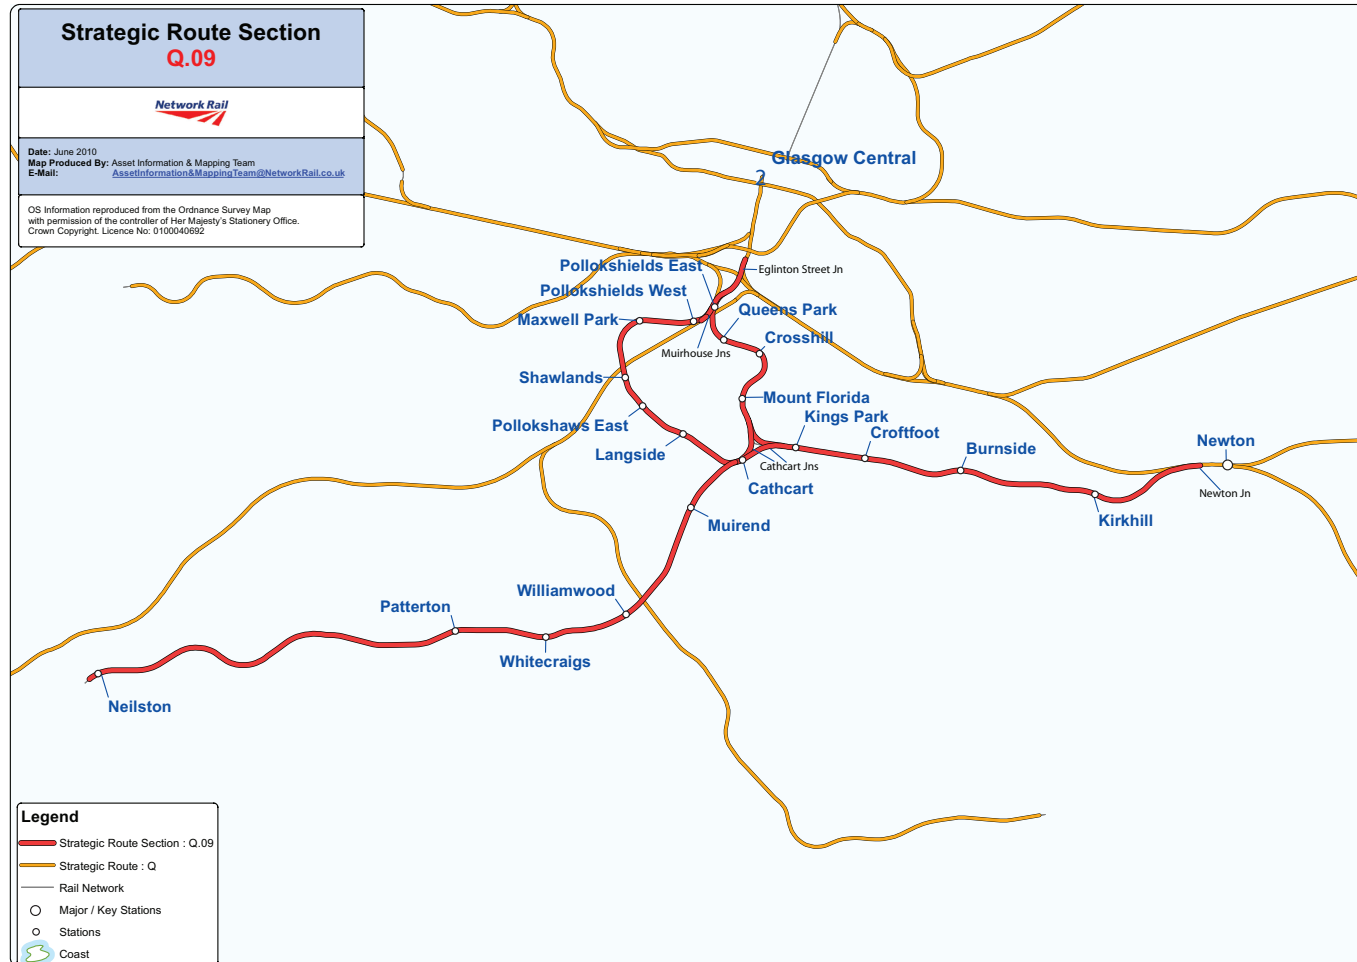 Strategic Route Section
Q.09
Network Rail
Date: June 2010
Map Produced By: Asset Information & Mapping Team
E-Mail: AssetInformation&MappingTeam@NetworkRail.co.uk
OS Information reproduced from the Ordnance Survey Map
with permission of the controller of Her Majesty's Stationery Office.
Crown Copyright. Licence No: 0100040692
Glasgow Central
2
Pollokshields East
Eglinton Street Jn
Pollokshields West
Maxwell Park
Queens Park
Crosshill
Muirhouse Jns
Shawlands
Mount Florida
Kings Park
Pollokshaws East
Croftfoot
Langside
Burnside
Newton
Cathcart Jns
Cathcart
Newton Jn
Muirend
Kirkhill
Williamwood
Patterton
Whitecraigs
Neilston
Legend
Strategic Route Section : Q.09
Strategic Route : Q
Rail Network
Major / Key Stations
Stations
Coast